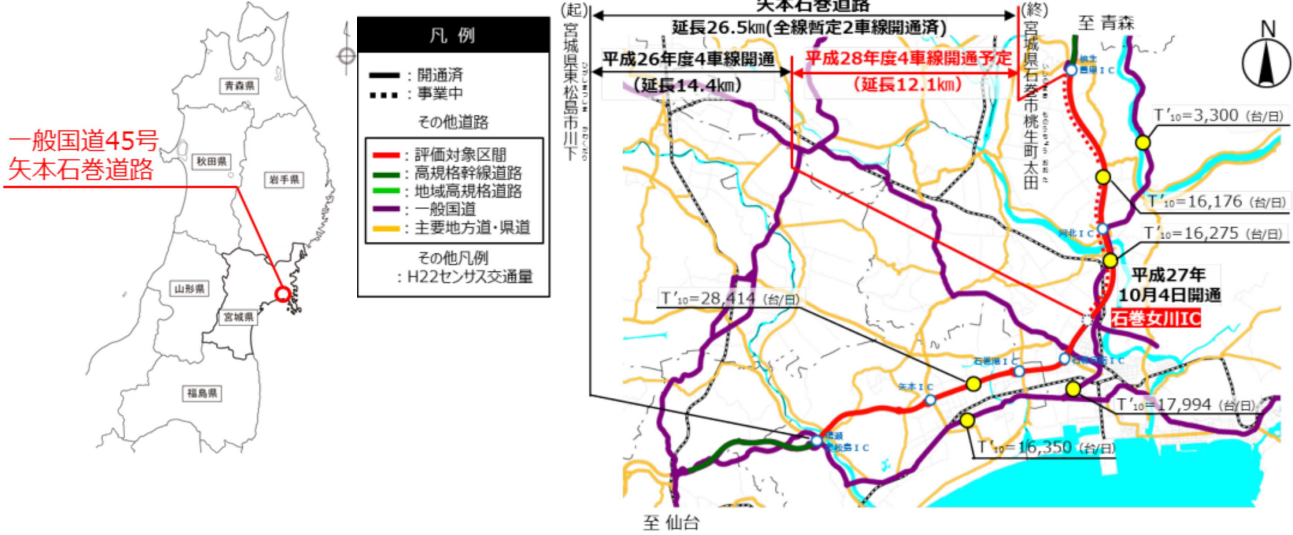 一般国道45号
矢本石巻道路
青森県
秋田県
岩手県
山形県
宮城県
福島県
凡 例
: 開通済
: 事業中
その他道路
: 評価対象区間
: 高規格幹線道路
: 地域高規格道路
: 一般国道
: 主要地方道・県道
その他凡例
: H22センサス交通量
矢本石巻道路
延長26.5㎞(全線暫定2車線開通済)
(起)
宮城県東松島市川下
(終)
宮城県石巻市桃生町太田
平成26年度4車線開通
(延長14.4㎞)
平成28年度4車線開通予定
(延長12.1㎞)
至 青森
N
T'10=3,300 (台/日)
T'10=16,176 (台/日)
河北IC
T'10=16,275 (台/日)
平成27年
10月4日開通
石巻女川IC
T'10=28,414 (台/日)
矢本IC
T'10=17,994 (台/日)
T'10=16,350 (台/日)
至 仙台